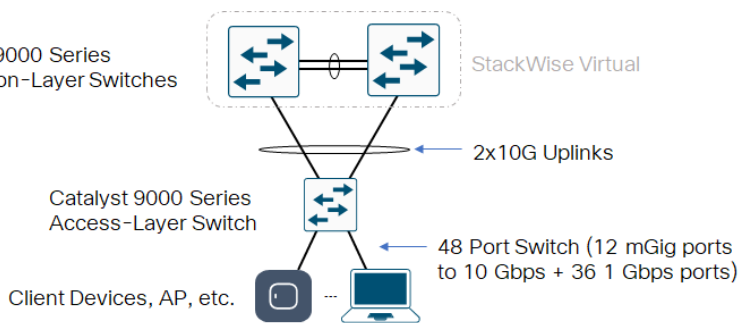 9000 Series
on-Layer Switches
StackWise Virtual
2x10G Uplinks
Catalyst 9000 Series
Access-Layer Switch
48 Port Switch (12 mGig ports
to 10 Gbps + 36 1 Gbps ports)
Client Devices, AP, etc.
...